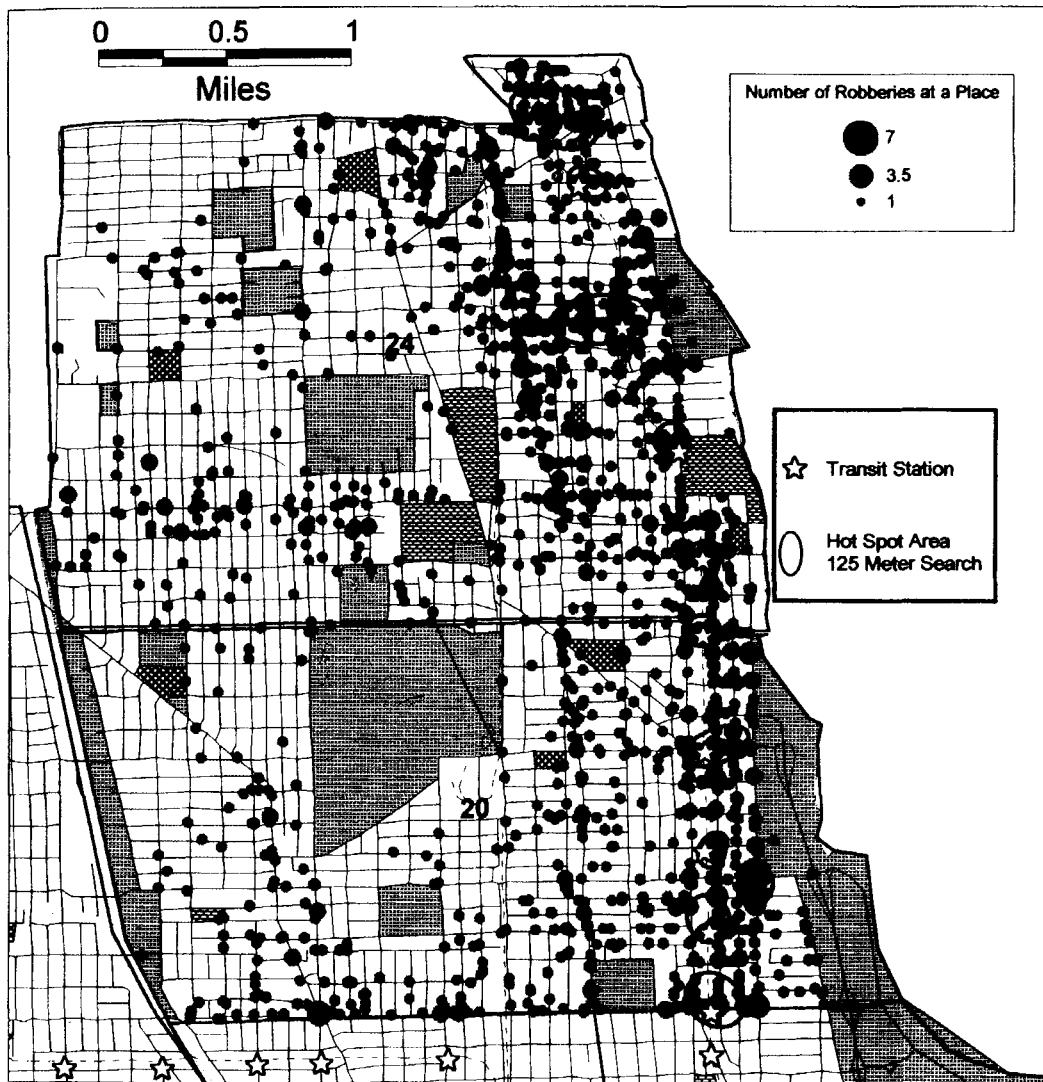 0 0.5 1
Miles
Number of Robberies at a Place
7
3.5
1
24
Transit Station
Hot Spot Area
125 Meter Search
20